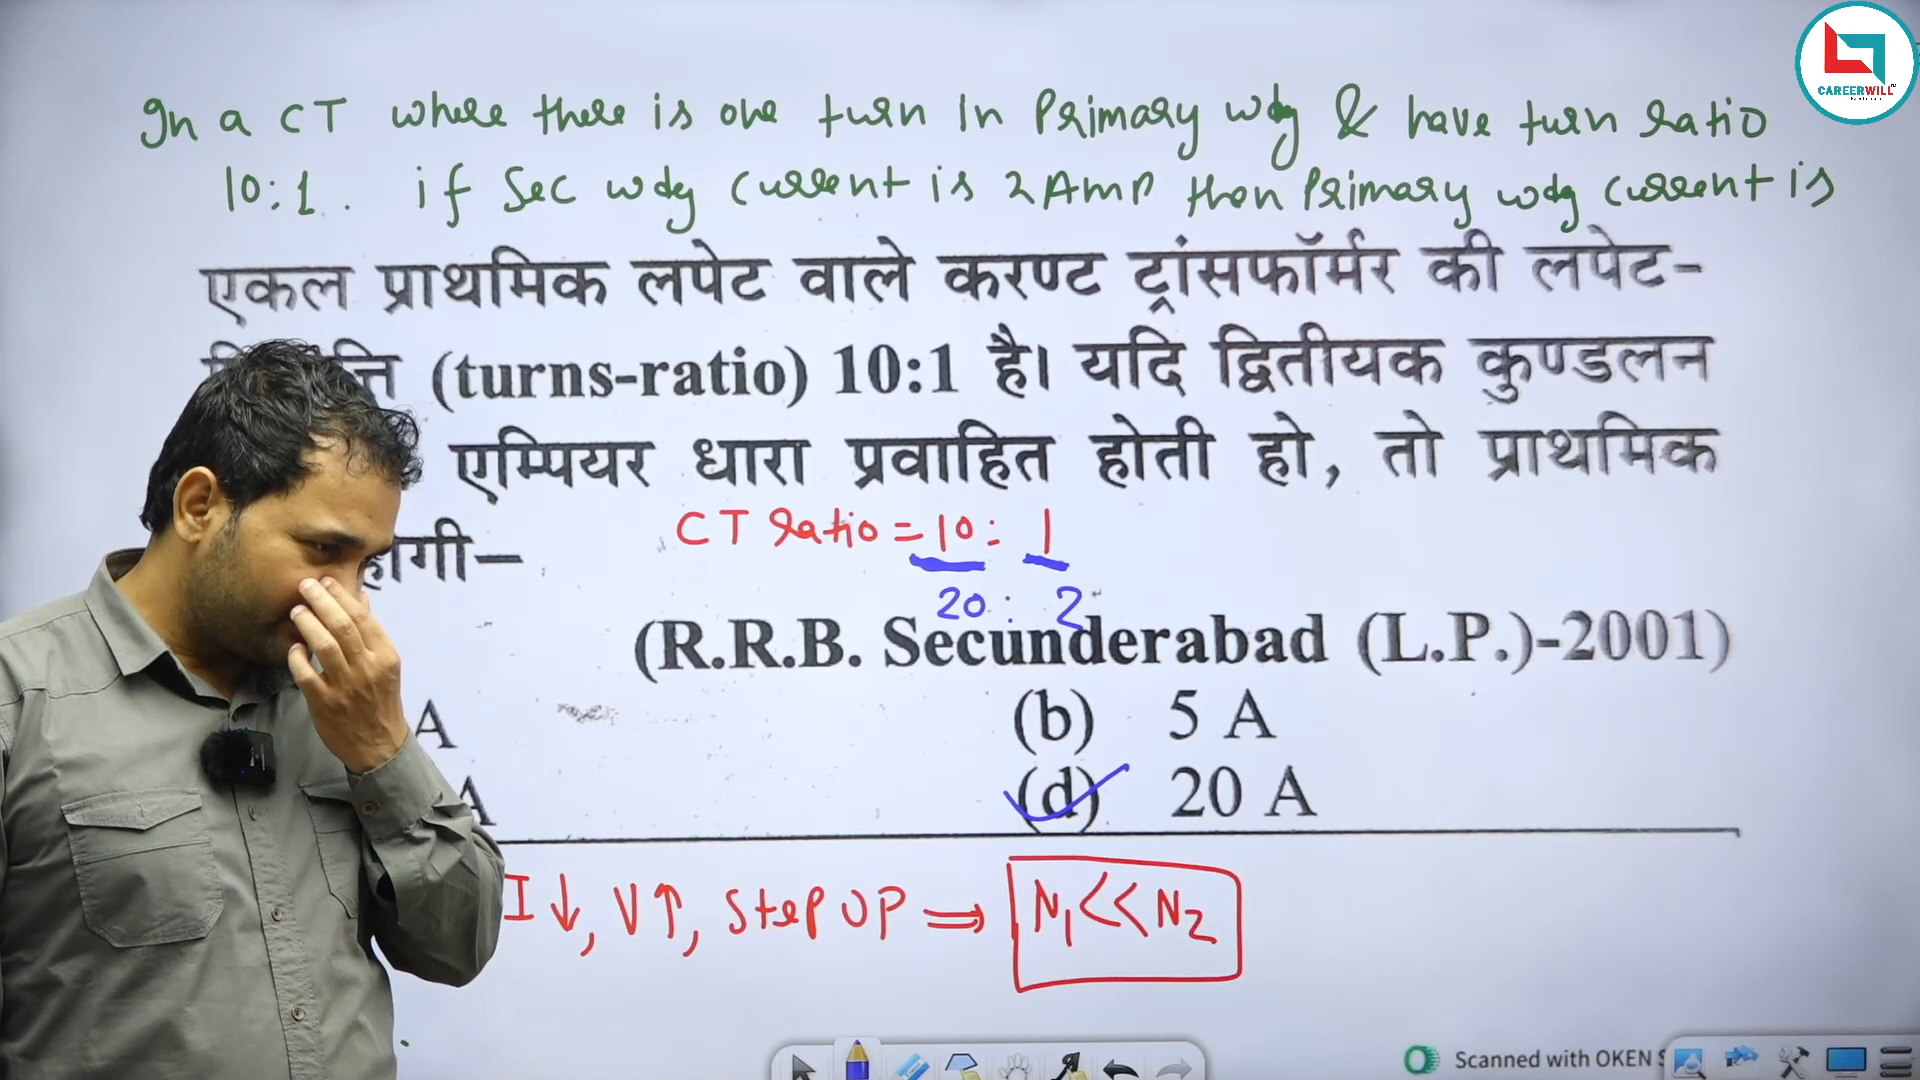 CAREERWILL
In a CT where there is one turn in Primary wdg & have turn ratio
10:1. if Sec wdg current is 2 Amp then Primary wdg current is
एकल प्राथमिक लपेट वाले करण्ट ट्रांसफॉर्मर की लपेट-
(turns-ratio) 10:1 है। यदि द्वितीयक कुण्डलन
एम्पियर धारा प्रवाहित होती हो, तो प्राथमिक
होगी–
CT ratio = 10 : 1
20 : 2
(R.R.B. Secunderabad (L.P.)-2001)
A
(b) 5 A
A
(d) 20 A
I↓, V↑, Step UP ⇒ N1 << N2
Scanned with OKEN S